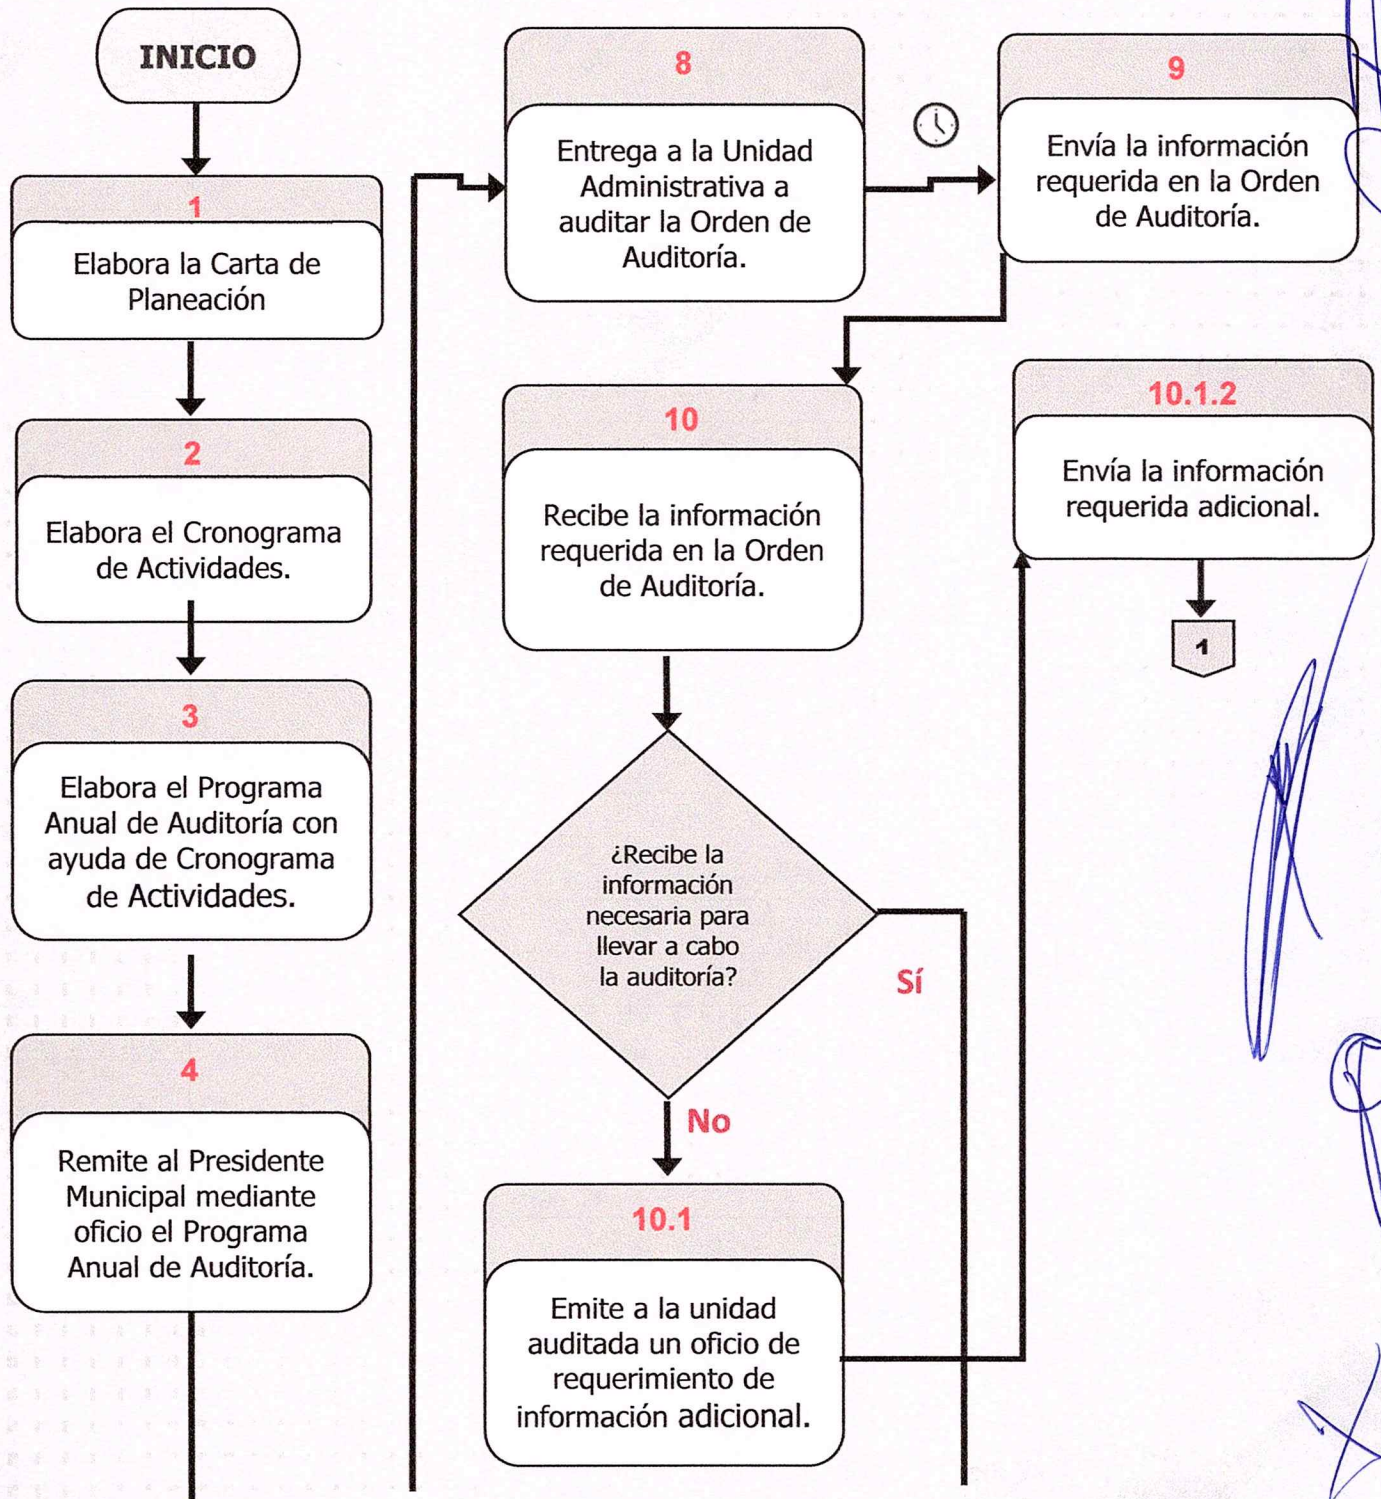 INICIO
1
Elabora la Carta de
Planeación
2
Elabora el Cronograma
de Actividades.
3
Elabora el Programa
Anual de Auditoría con
ayuda de Cronograma
de Actividades.
4
Remite al Presidente
Municipal mediante
oficio el Programa
Anual de Auditoría.
8
Entrega a la Unidad
Administrativa a
auditar la Orden de
Auditoría.
9
Envía la información
requerida en la Orden
de Auditoría.
10
Recibe la información
requerida en la Orden
de Auditoría.
¿Recibe la
información
necesaria para
llevar a cabo
la auditoría?
Sí
No
10.1
Emite a la unidad
auditada un oficio de
requerimiento de
información adicional.
10.1.2
Envía la información
requerida adicional.
1